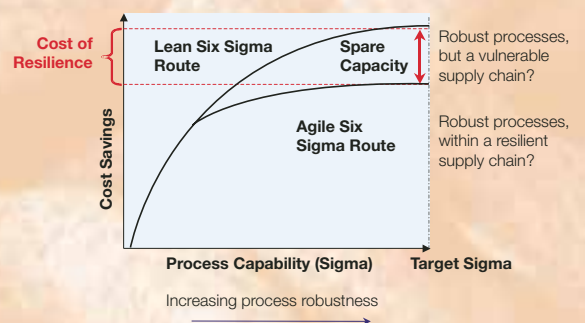 Cost of
Resilience
Lean Six Sigma
Route
Spare
Capacity
Robust processes,
but a vulnerable
supply chain?
Agile Six
Sigma Route
Robust processes,
within a resilient
supply chain?
Cost Savings
Process Capability (Sigma)
Target Sigma
Increasing process robustness